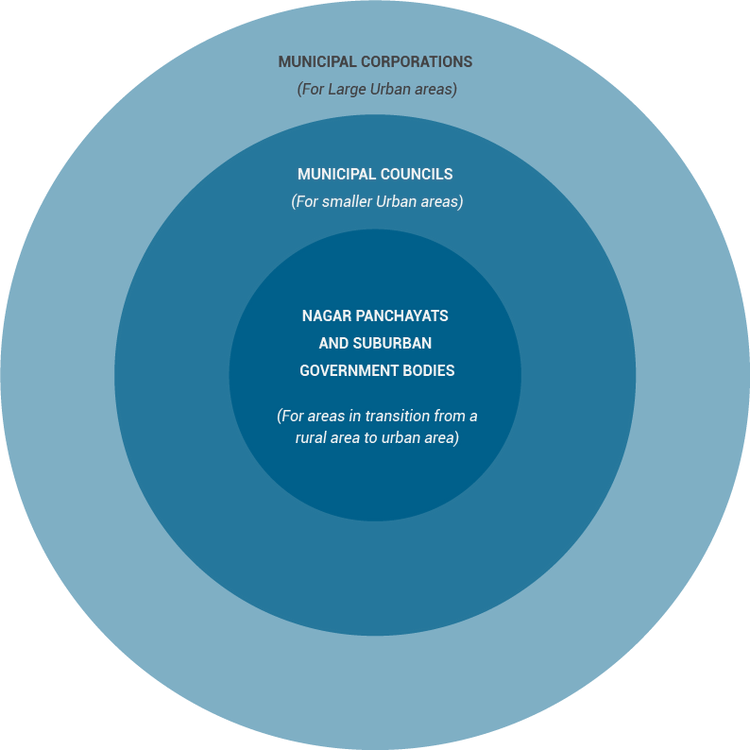 MUNICIPAL CORPORATIONS
(For Large Urban areas)
MUNICIPAL COUNCILS
(For smaller Urban areas)
NAGAR PANCHAYATS
AND SUBURBAN
GOVERNMENT BODIES
(For areas in transition from a
rural area to urban area)